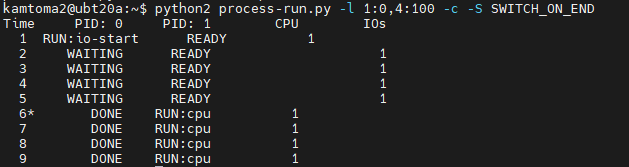 kamtoma2@ubt20a:~$ python2 process-run.py -l 1:0,4:100 -c -S SWITCH_ON_END
Time PID: 0 PID: 1 CPU IOs
1 RUN:io-start READY 1
2 WAITING READY 1
3 WAITING READY 1
4 WAITING READY 1
5 WAITING READY 1
6* DONE RUN:cpu 1
7 DONE RUN:cpu 1
8 DONE RUN:cpu 1
9 DONE RUN:cpu 1